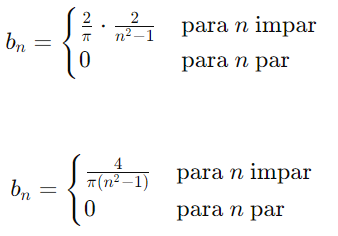 b_n = { 2/π · 2/(n²−1) para n impar
0 para n par
b_n = { 4/(π(n²−1)) para n impar
0 para n par